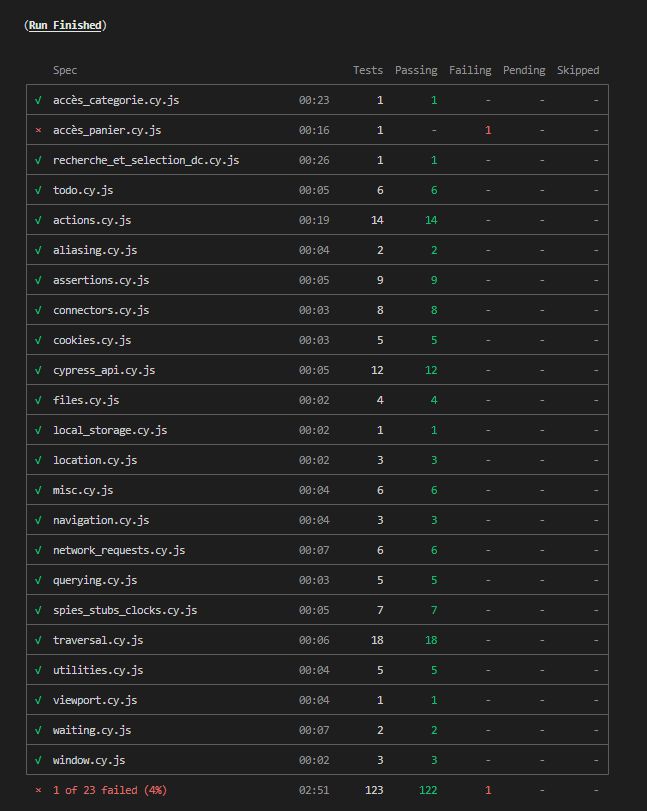 (Run Finished)
Spec Tests Passing Failing Pending Skipped
√ accès_categorie.cy.js 00:23 1 1 - - -
× accès_panier.cy.js 00:16 1 - 1 - -
√ recherche_et_selection_dc.cy.js 00:26 1 1 - - -
√ todo.cy.js 00:05 6 6 - - -
√ actions.cy.js 00:19 14 14 - - -
√ aliasing.cy.js 00:04 2 2 - - -
√ assertions.cy.js 00:05 9 9 - - -
√ connectors.cy.js 00:03 8 8 - - -
√ cookies.cy.js 00:03 5 5 - - -
√ cypress_api.cy.js 00:05 12 12 - - -
√ files.cy.js 00:02 4 4 - - -
√ local_storage.cy.js 00:02 1 1 - - -
√ location.cy.js 00:02 3 3 - - -
√ misc.cy.js 00:04 6 6 - - -
√ navigation.cy.js 00:04 3 3 - - -
√ network_requests.cy.js 00:07 6 6 - - -
√ querying.cy.js 00:03 5 5 - - -
√ spies_stubs_clocks.cy.js 00:05 7 7 - - -
√ traversal.cy.js 00:06 18 18 - - -
√ utilities.cy.js 00:04 5 5 - - -
√ viewport.cy.js 00:04 1 1 - - -
√ waiting.cy.js 00:07 2 2 - - -
√ window.cy.js 00:02 3 3 - - -
× 1 of 23 failed (4%) 02:51 123 122 1 - -